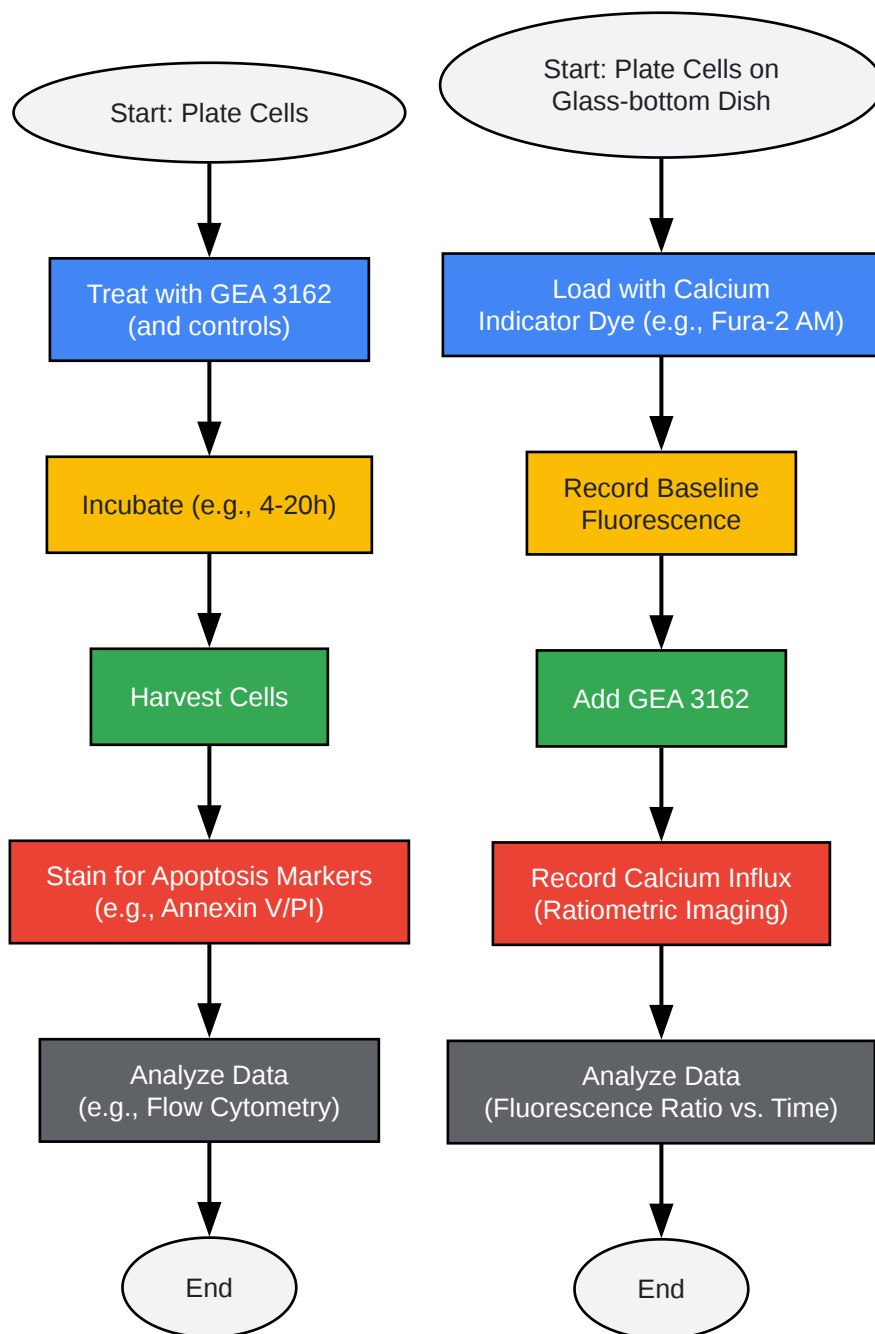 Start: Plate Cells
Treat with GEA 3162
(and controls)
Incubate (e.g., 4-20h)
Harvest Cells
Stain for Apoptosis Markers
(e.g., Annexin V/PI)
Analyze Data
(e.g., Flow Cytometry)
End
Start: Plate Cells on
Glass-bottom Dish
Load with Calcium
Indicator Dye (e.g., Fura-2 AM)
Record Baseline
Fluorescence
Add GEA 3162
Record Calcium Influx
(Ratiometric Imaging)
Analyze Data
(Fluorescence Ratio vs. Time)
End